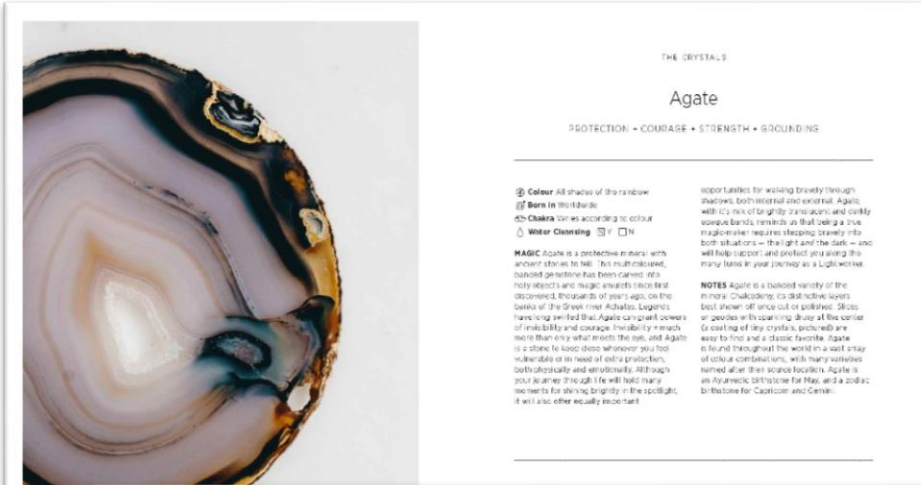 THE CRYSTALS
Agate
PROTECTION • COURAGE • STRENGTH • GROUNDING
Colour All shades of the rainbow
Born in Worldwide
Chakra Varies according to colour
Water Cleansing ☒ Y ☐ N
MAGIC Agate is a protective mineral with
ancient stories to tell. This multicoloured,
banded gemstone has been carved into
holy objects and magic amulets since first
discovered, thousands of years ago, on the
banks of the Greek river Achates. Legends
have long swirled that Agate can grant powers
of invisibility and courage. Invisibility = much
more than only what meets the eye, and Agate
is a stone to keep close whenever you feel
vulnerable or in need of extra protection,
both physically and emotionally. Although
your journey through life will hold many
moments for shining brightly in the spotlight,
it will also offer equally important
opportunities for walking bravely through
shadows, both internal and external. Agate,
with it's mix of brightly translucent and darkly
opaque bands, reminds us that being a true
magic-maker requires stepping bravely into
both situations — the light and the dark — and
will help support and protect you along the
many turns in your journey as a Lightworker.
NOTES Agate is a banded variety of the
mineral Chalcedony, its distinctive layers
best shown off once cut or polished. Slices
or geodes with sparkling drusy at the center
(a coating of tiny crystals, pictured) are
easy to find and a classic favorite. Agate
is found throughout the world in a vast array
of colour combinations, with many varieties
named after their source location. Agate is
an Ayurvedic birthstone for May, and a zodiac
birthstone for Capricorn and Gemini.